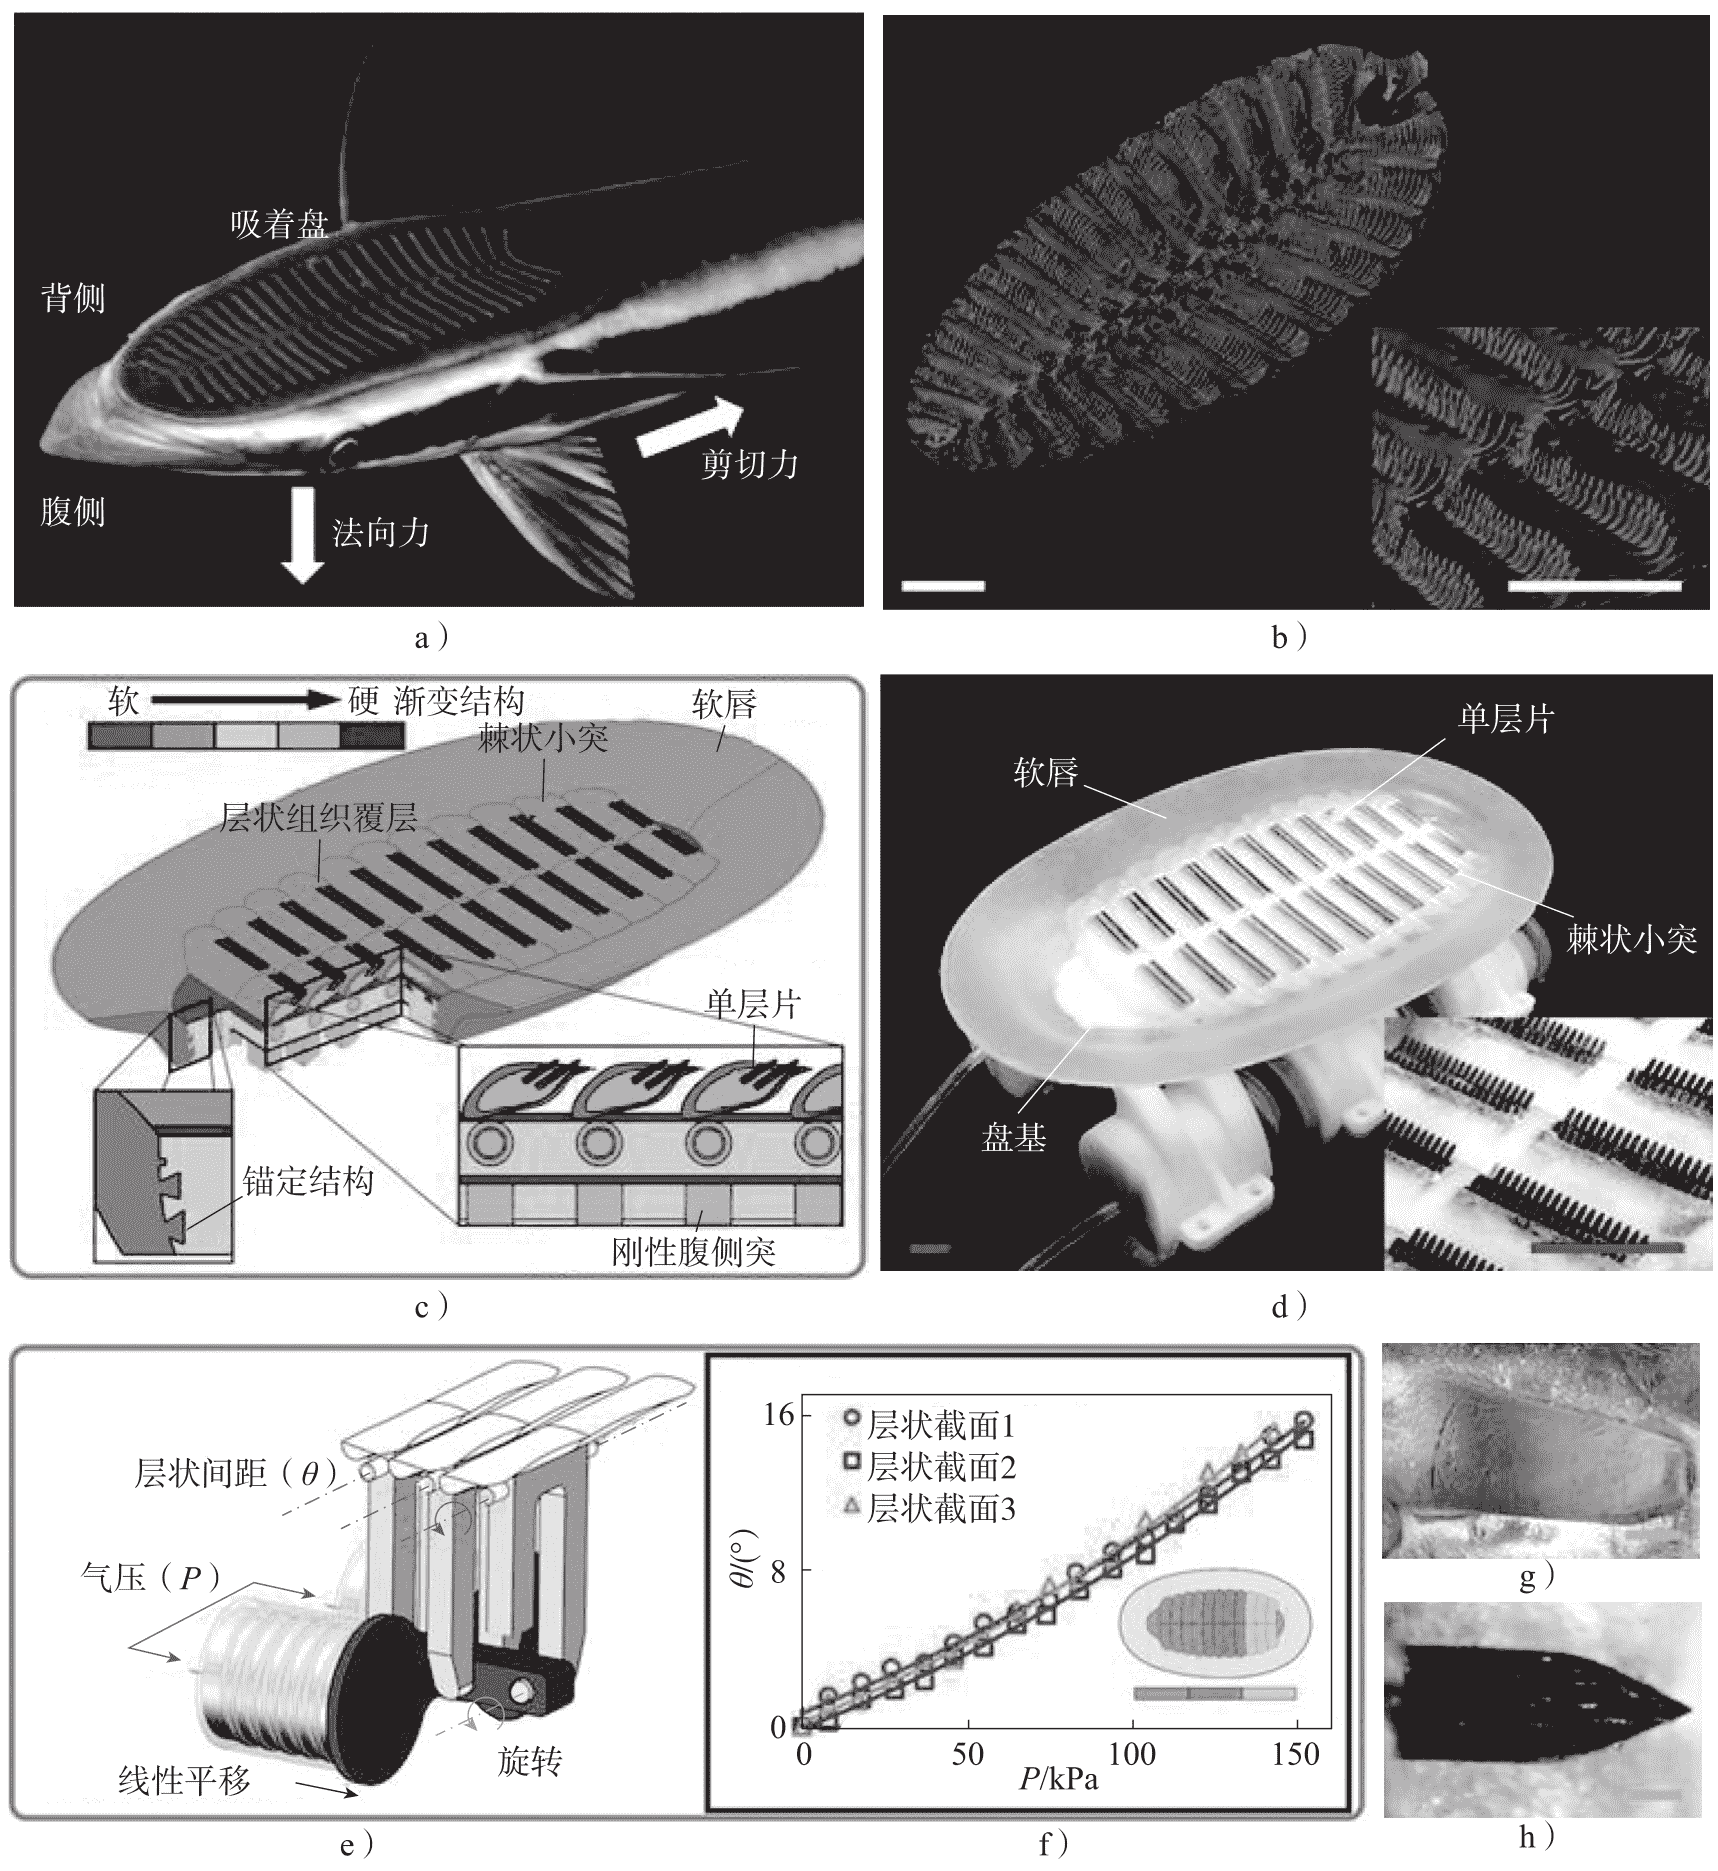 吸着盘
背侧
剪切力
腹侧
法向力
a）
b）
软
硬 渐变结构
软唇
棘状小突
层状组织覆层
单层片
锚定结构
刚性腹侧突
c）
单层片
软唇
棘状小突
盘基
d）
层状间距（θ）
气压（P）
线性平移
旋转
e）
16
8
0
θ/(°)
层状截面1
层状截面2
层状截面3
0 50 100 150
P/kPa
f）
g）
h）